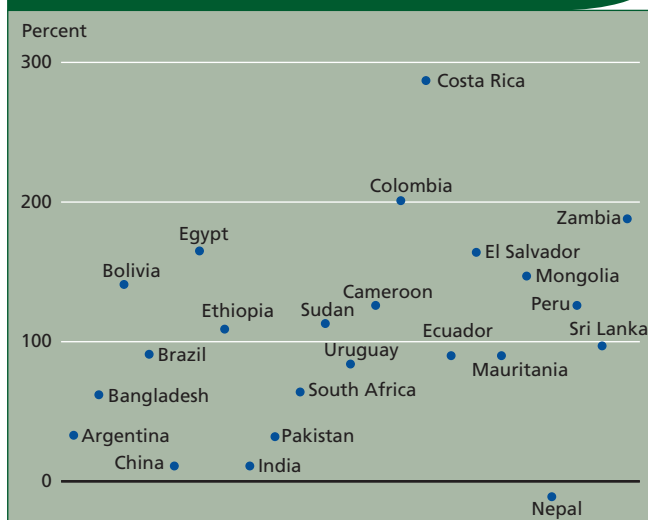 Percent
300
Costa Rica
Colombia
200
Zambia
Egypt
El Salvador
Bolivia
Mongolia
Cameroon
Ethiopia
Sudan
Peru
Sri Lanka
Ecuador
100
Uruguay
Brazil
Mauritania
South Africa
Bangladesh
Argentina
Pakistan
China
India
0
Nepal